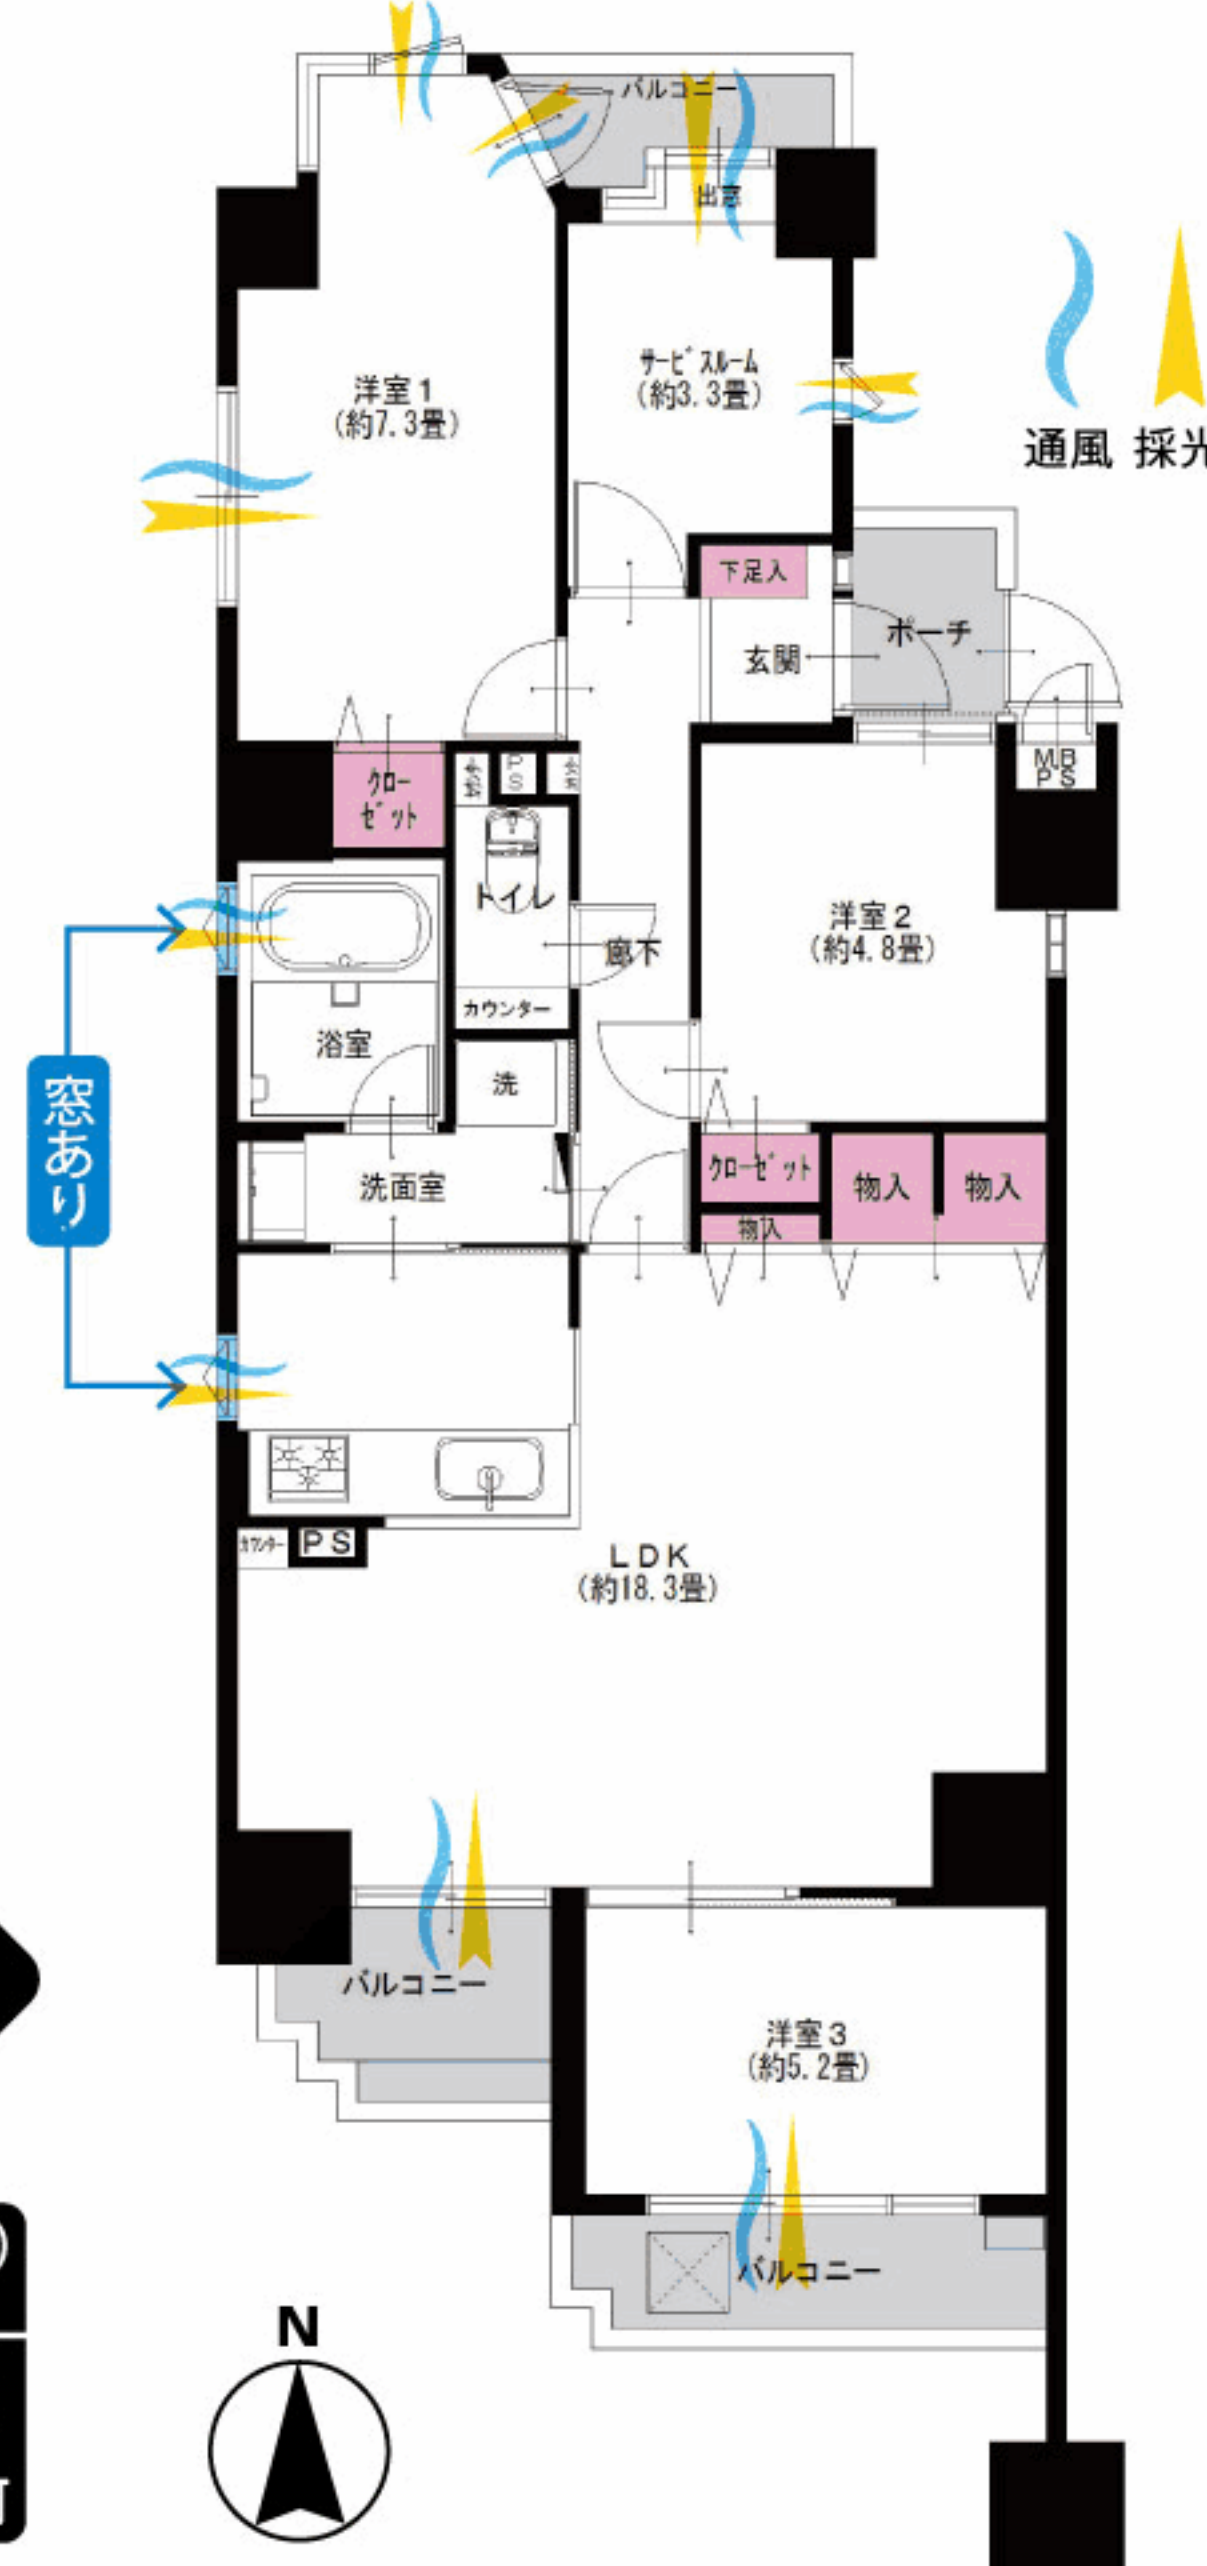 バルコニー
出窓
サービスルーム
(約3.3畳)
洋室1
(約7.3畳)
通風 採光
下足入
玄関
ポーチ
MB
PS
クロー
ゼット
PS
トイレ
廊下
カウンター
洋室2
(約4.8畳)
浴室
洗
窓あり
洗面室
クローゼット
物入
物入
物入
カウンター
PS
LDK
(約18.3畳)
バルコニー
洋室3
(約5.2畳)
バルコニー
N